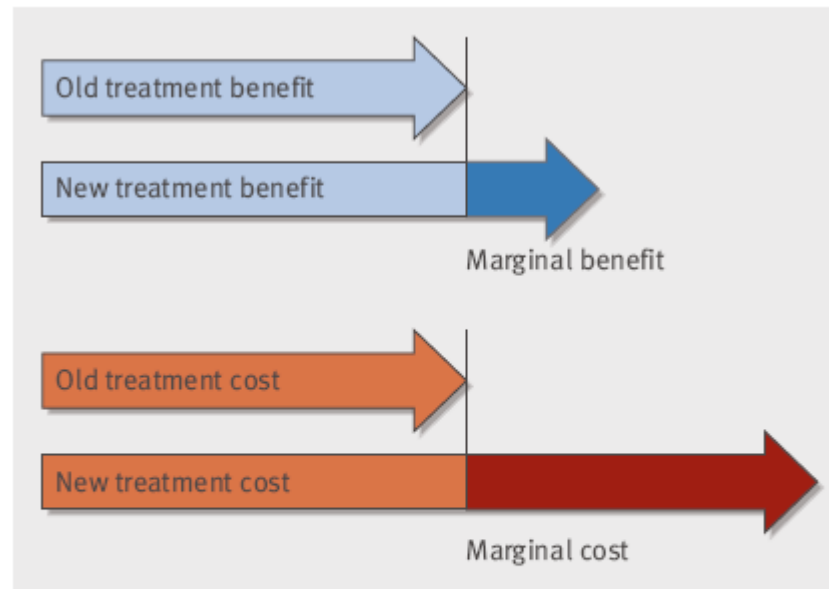 Old treatment benefit
New treatment benefit
Marginal benefit
Old treatment cost
New treatment cost
Marginal cost